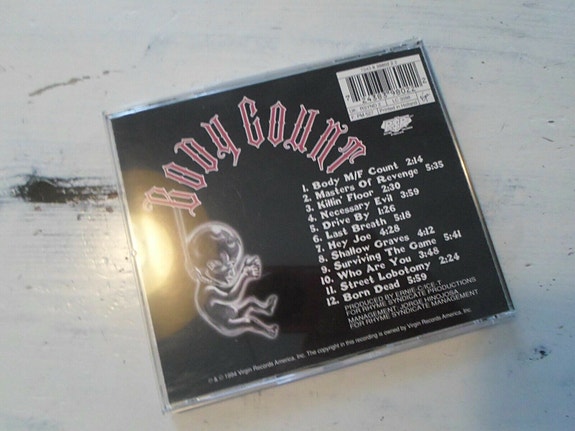 Body Count
1. Body M/F Count 2:14
2. Masters Of Revenge 5:35
3. Killin' Floor 2:30
4. Necessary Evil 3:59
5. Drive By 1:26
6. Last Breath 5:18
7. Hey Joe 4:28
8. Shallow Graves 4:12
9. Surviving The Game 5:41
10. Who Are You 3:48
11. Street Lobotomy 2:24
12. Born Dead 5:59
PRODUCED BY ERNIE C/ICE-T
FOR RHYME SYNDICATE PRODUCTIONS
MANAGEMENT: JORGE HINOJOSA
FOR RHYME SYNDICATE MANAGEMENT
℗ & © 1994 Virgin Records America, Inc. The copyright in this recording is owned by Virgin Records America, Inc.
Printed in Holland